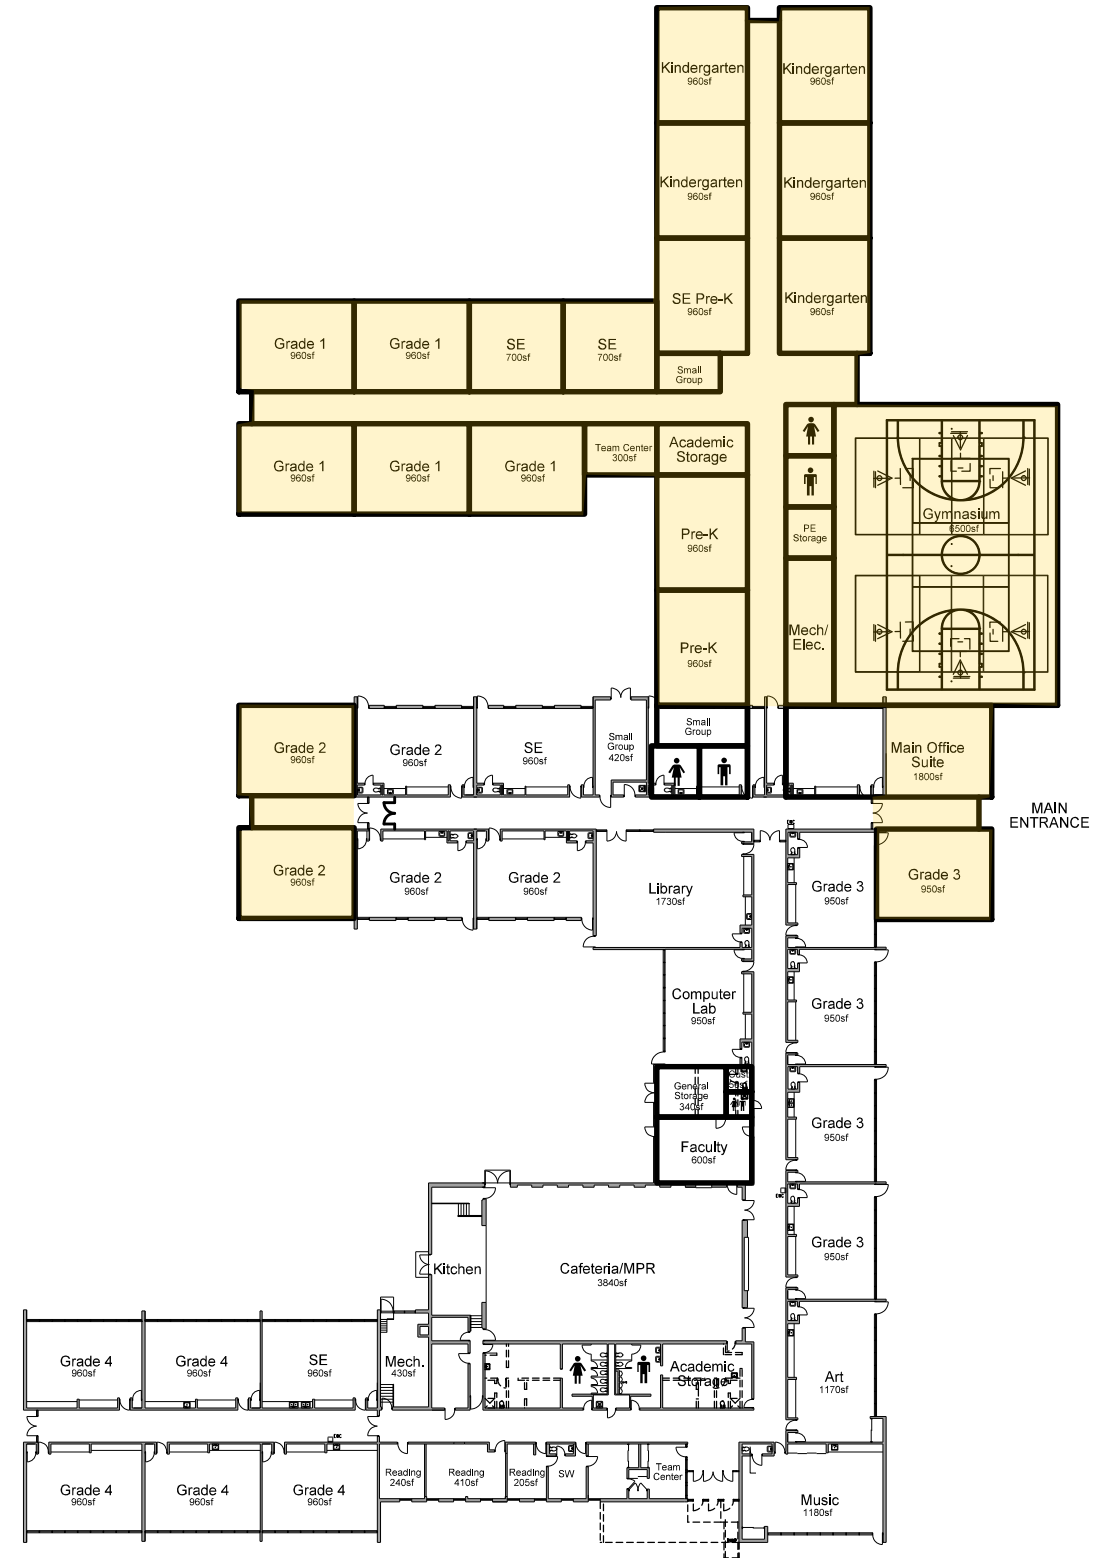 Kindergarten
960sf
Kindergarten
960sf
Kindergarten
960sf
Kindergarten
960sf
SE Pre-K
960sf
Kindergarten
960sf
Grade 1
960sf
Grade 1
960sf
SE
700sf
SE
700sf
Small
Group
Grade 1
960sf
Grade 1
960sf
Grade 1
960sf
Team Center
300sf
Academic
Storage
Gymnasium
6500sf
PE
Storage
Pre-K
960sf
Mech/
Elec.
Pre-K
960sf
Grade 2
960sf
Grade 2
960sf
SE
960sf
Small
Group
420sf
Small
Group
Main Office
Suite
1800sf
MAIN
ENTRANCE
Grade 2
960sf
Grade 2
960sf
Grade 2
960sf
Library
1730sf
Grade 3
950sf
Grade 3
950sf
Computer
Lab
950sf
Grade 3
950sf
General
Storage
340sf
Grade 3
950sf
Faculty
600sf
Grade 3
950sf
Kitchen
Cafeteria/MPR
3840sf
Grade 4
960sf
Grade 4
960sf
SE
960sf
Mech.
430sf
Academic
Storage
Art
1170sf
Grade 4
960sf
Grade 4
960sf
Grade 4
960sf
Reading
240sf
Reading
410sf
Reading
205sf
SW
Team
Center
Music
1180sf